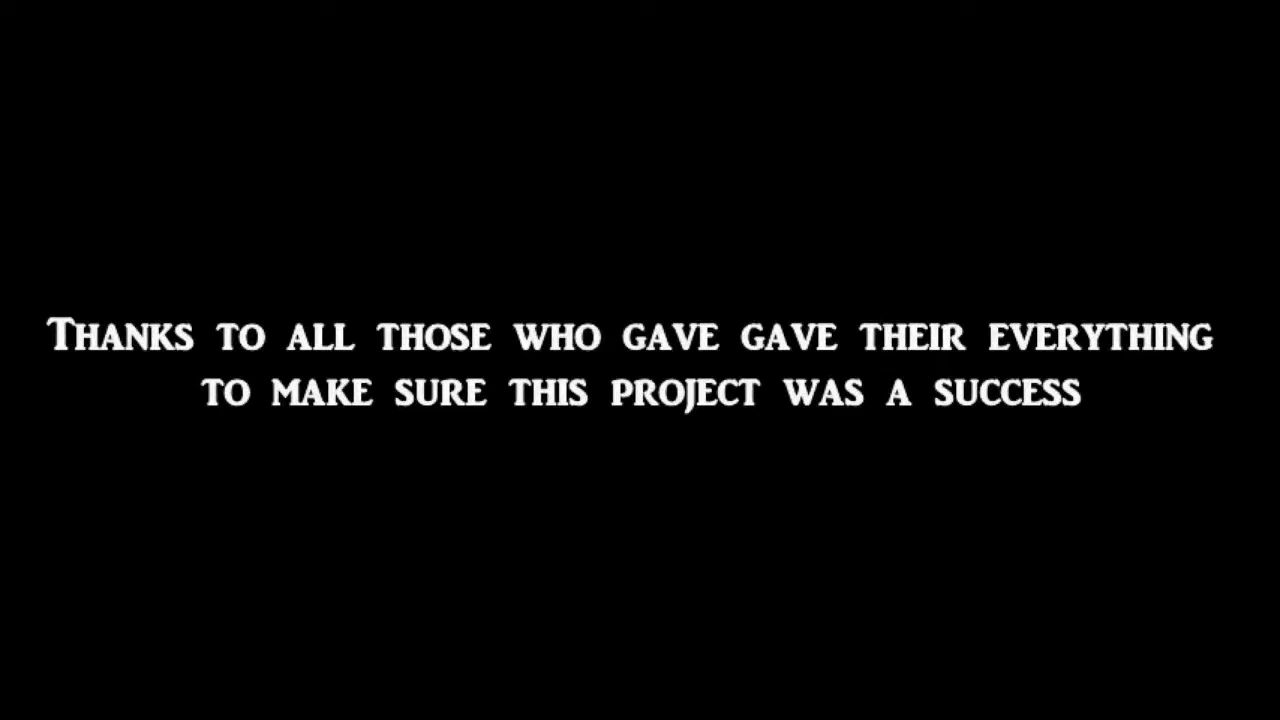 Thanks to all those who gave gave their everything
to make sure this project was a success